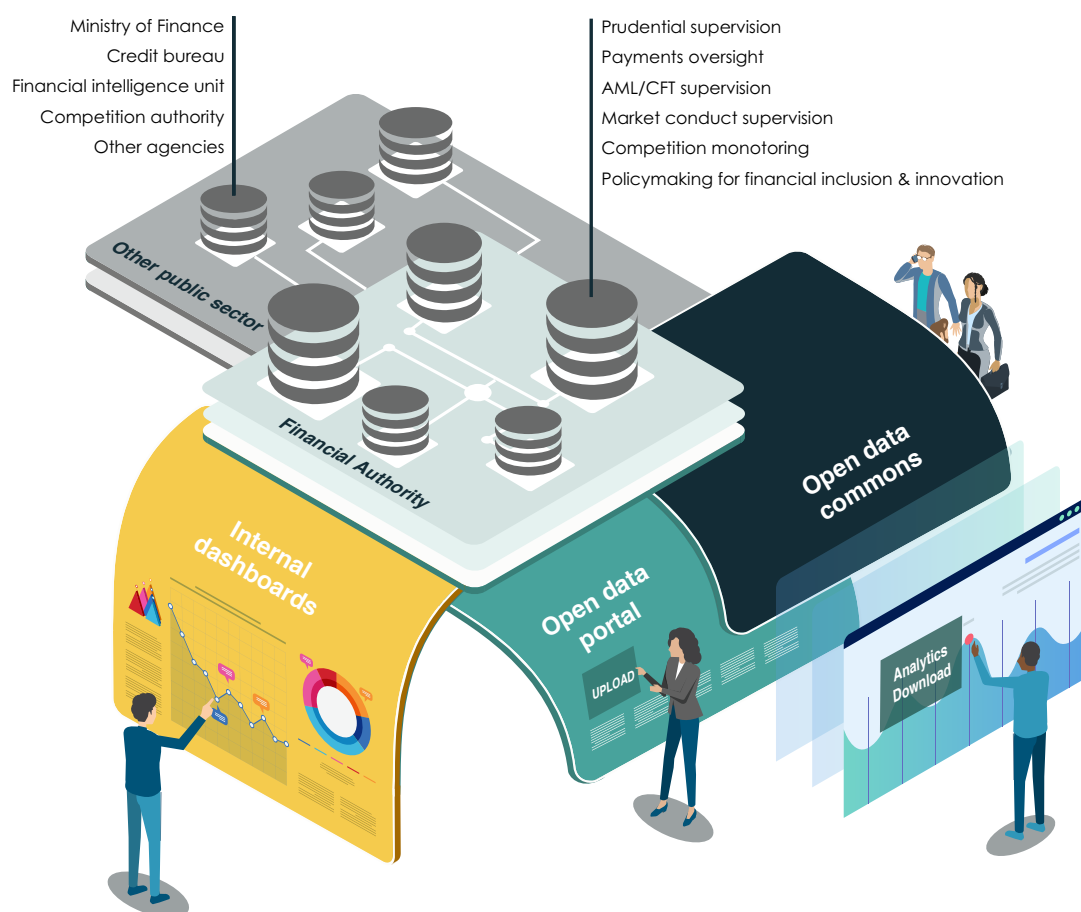 Ministry of Finance
Credit bureau
Financial intelligence unit
Competition authority
Other agencies
Prudential supervision
Payments oversight
AML/CFT supervision
Market conduct supervision
Competition monotoring
Policymaking for financial inclusion & innovation
Other public sector
Financial Authority
Internal
dashboards
Open data
portal
Open data
commons
UPLOAD
Analytics
Download